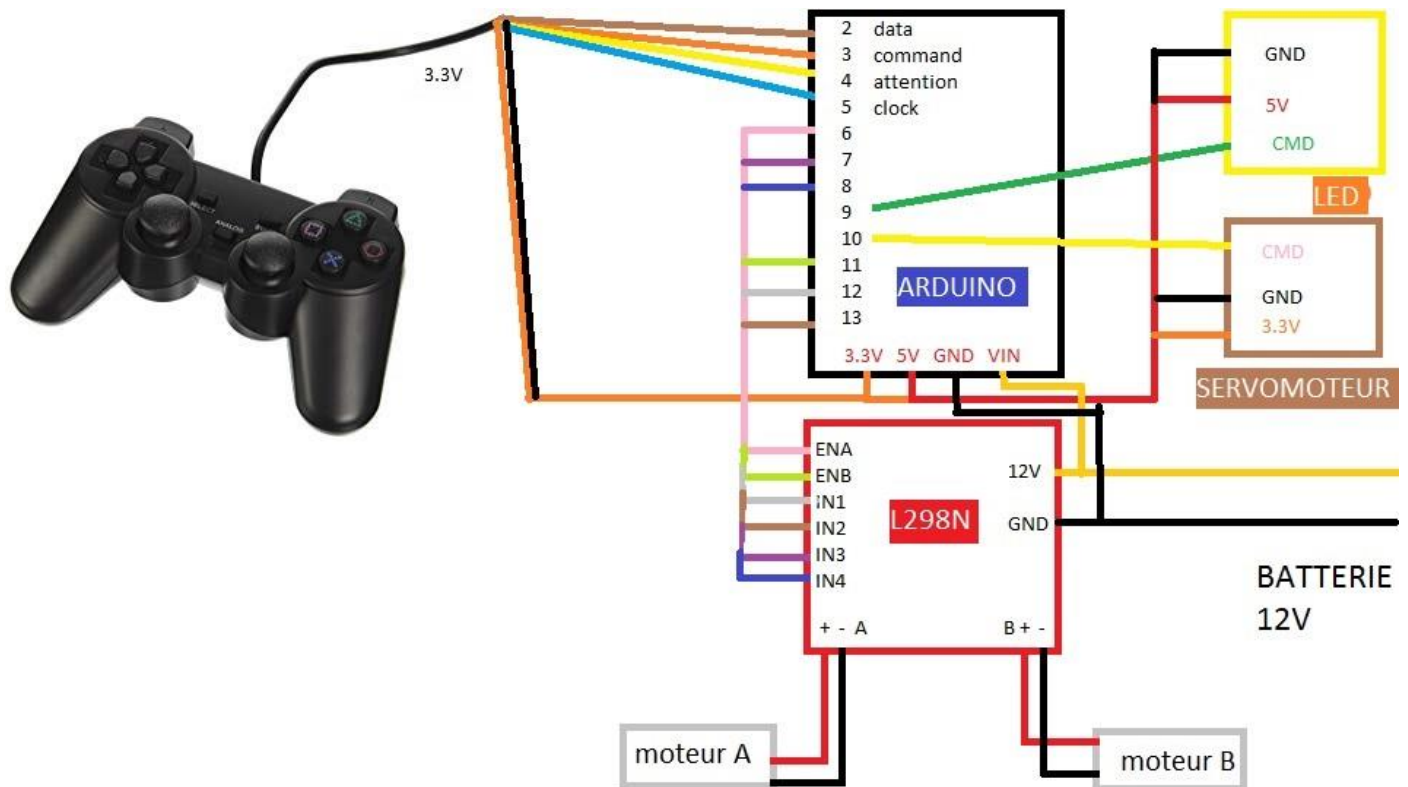 3.3V
2 data
3 command
4 attention
5 clock
6
7
8
9
10
11
12
13
ARDUINO
3.3V 5V GND VIN
GND
5V
CMD
LED
CMD
GND
3.3V
SERVOMOTEUR
ENA
ENB
IN1
IN2
IN3
IN4
12V
GND
L298N
+ - A
B + -
BATTERIE
12V
moteur A
moteur B
SELECT
ANALOG